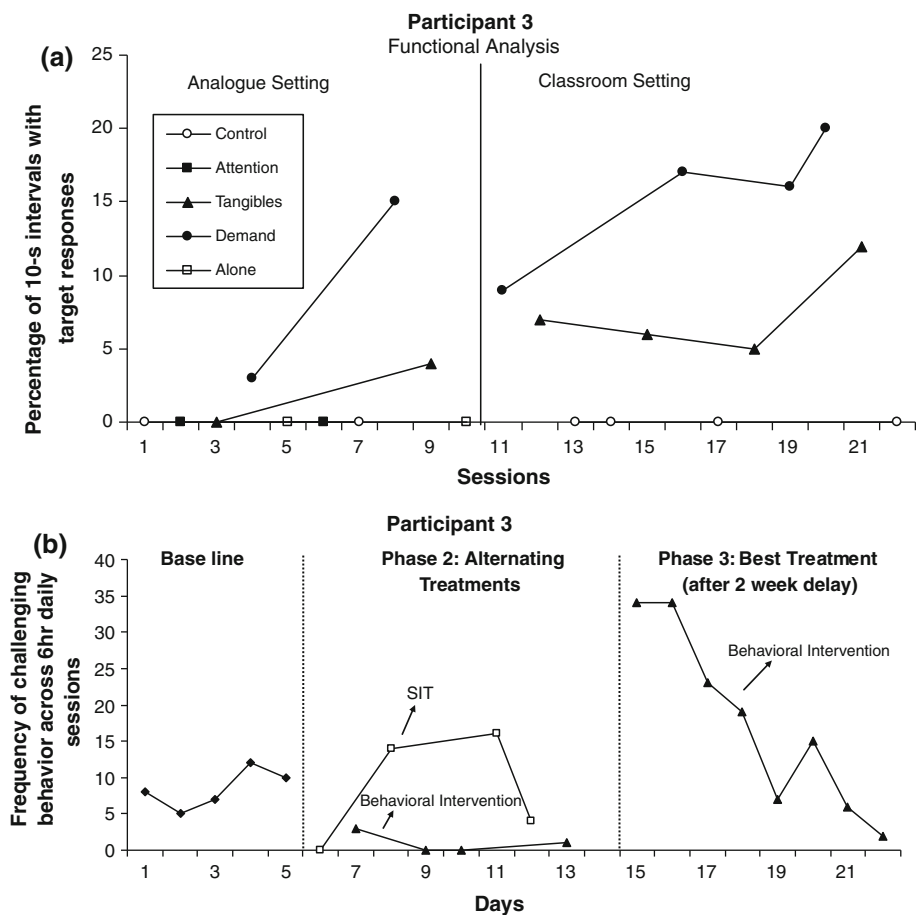 Participant 3
Functional Analysis
(a)
Percentage of 10-s intervals with
target responses
25
20
15
10
5
0
Analogue Setting
Classroom Setting
Control
Attention
Tangibles
Demand
Alone
1 3 5 7 9 11 13 15 17 19 21
Sessions
Participant 3
(b)
Frequency of challenging
behavior across 6hr daily
sessions
40
35
30
25
20
15
10
5
0
Base line
Phase 2: Alternating
Treatments
Phase 3: Best Treatment
(after 2 week delay)
SIT
Behavioral Intervention
Behavioral Intervention
1 3 5 7 9 11 13 15 17 19 21
Days